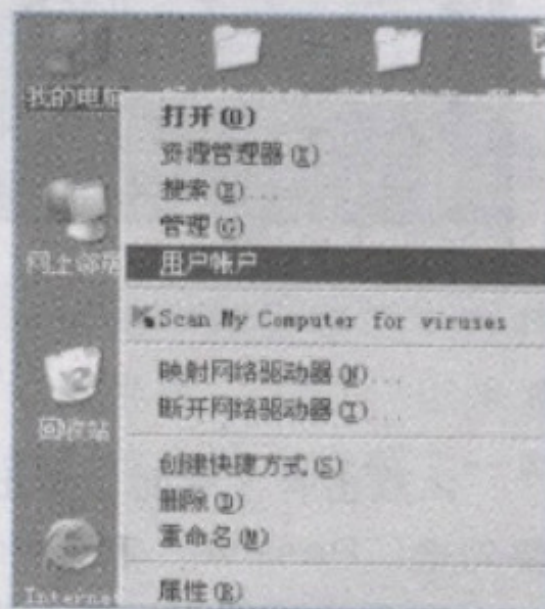 我的电脑
打开(O)
资源管理器(X)
搜索(E)...
管理(G)
网上邻居
用户帐户
Scan My Computer for viruses
映射网络驱动器(N)...
断开网络驱动器(I)...
回收站
创建快捷方式(S)
删除(D)
重命名(M)
Internet
属性(R)